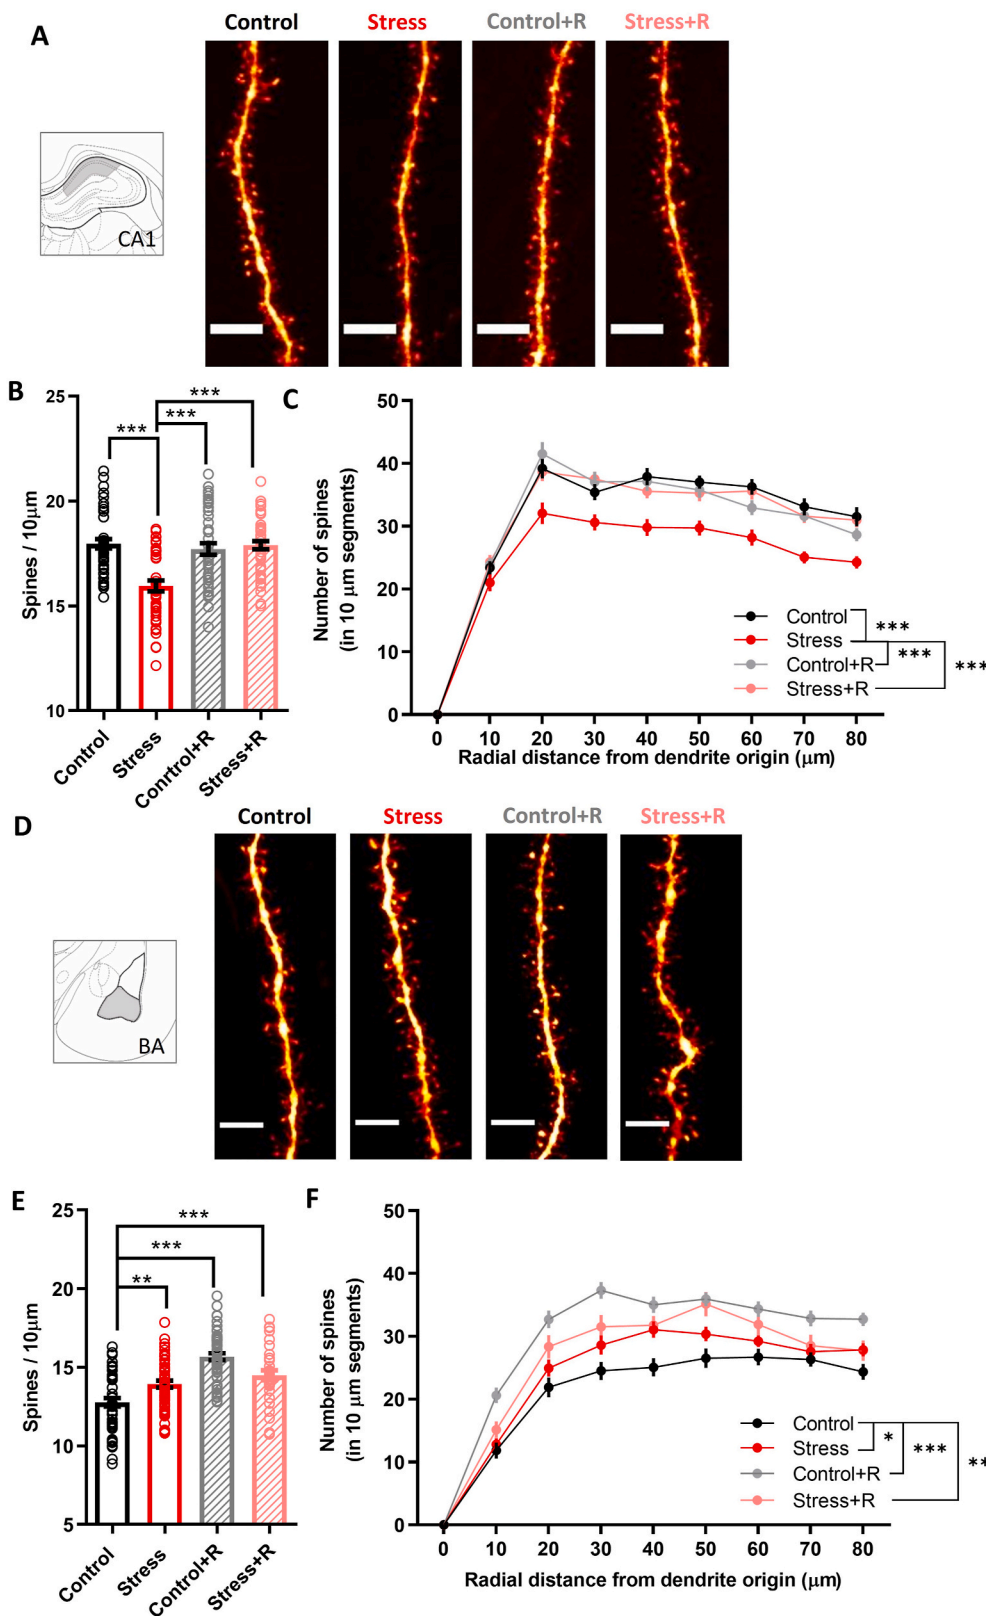 A
Control Stress Control+R Stress+R
CA1
B
25
20
15
10
Spines / 10μm
***
***
***
Control
Stress
Conrtrol+R
Stress+R
C
50
40
30
20
10
0
Number of spines
(in 10 μm segments)
Control
Stress
Control+R
Stress+R
***
***
***
0 10 20 30 40 50 60 70 80
Radial distance from dendrite origin (μm)
D
Control Stress Control+R Stress+R
BA
E
25
20
15
10
5
Spines / 10μm
***
***
**
Control
Stress
Control+R
Stress+R
F
50
40
30
20
10
0
Number of spines
(in 10 μm segments)
Control
Stress
Control+R
Stress+R
*
***
**
0 10 20 30 40 50 60 70 80
Radial distance from dendrite origin (μm)